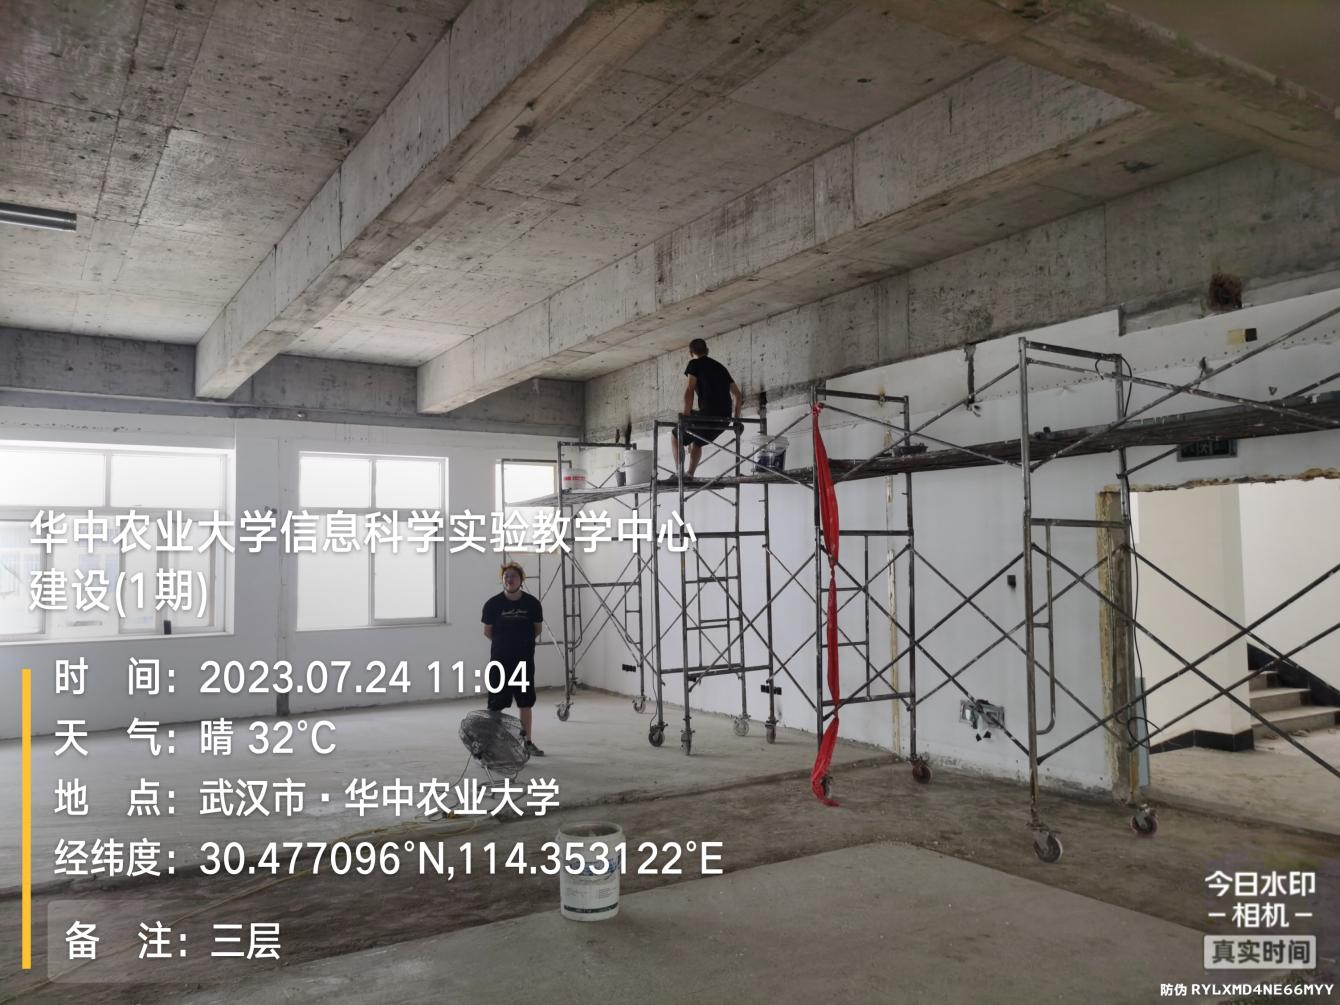 华中农业大学信息科学实验教学中心
建设(1期)
时 间：2023.07.24 11:04
天 气：晴 32°C
地 点：武汉市·华中农业大学
经纬度：30.477096°N,114.353122°E
备 注：三层
今日水印
-相机-
真实时间
防伪 RYLXMD4NE66MYY